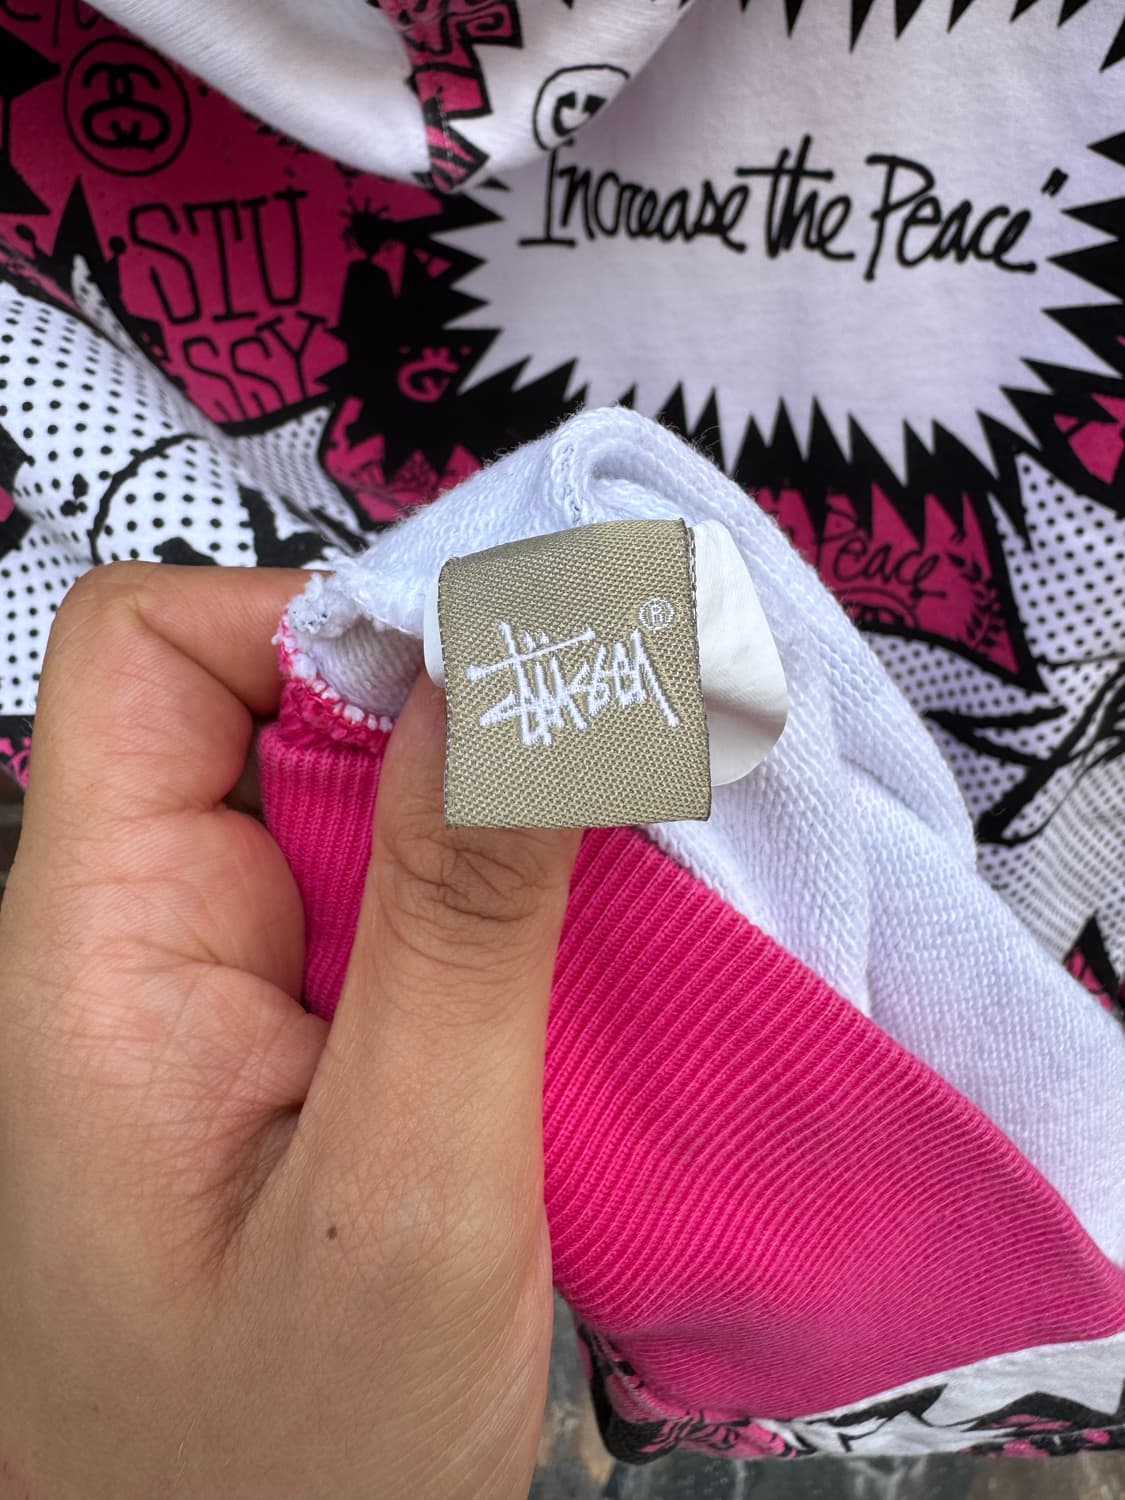 STU
SSY
"Increase the Peace"
Peace
Stüssy ®